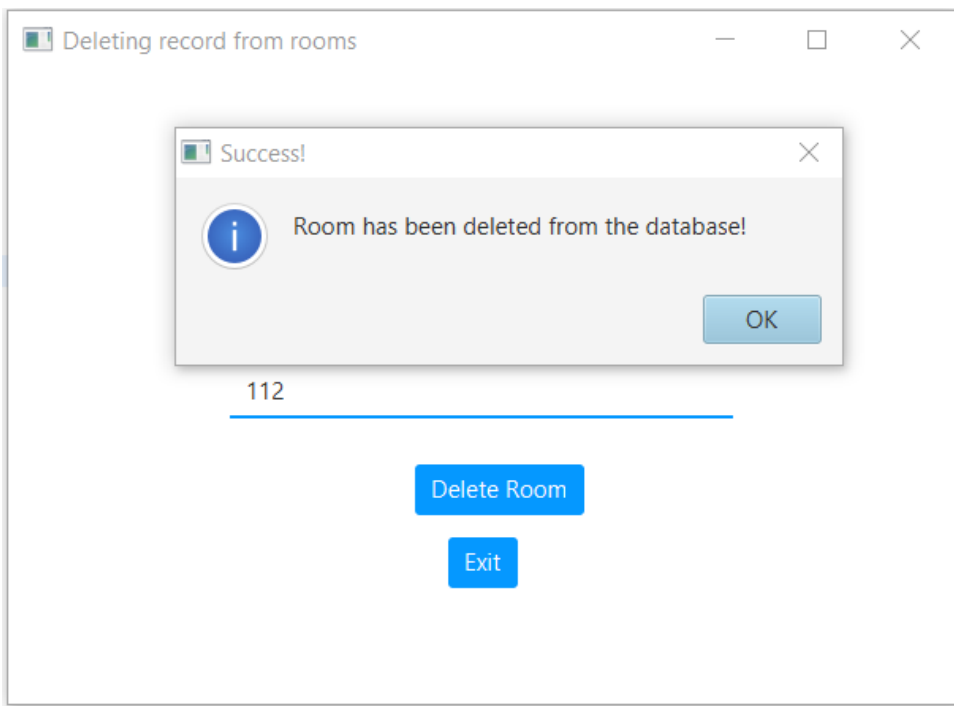 Deleting record from rooms
Success!
Room has been deleted from the database!
OK
112
Delete Room
Exit